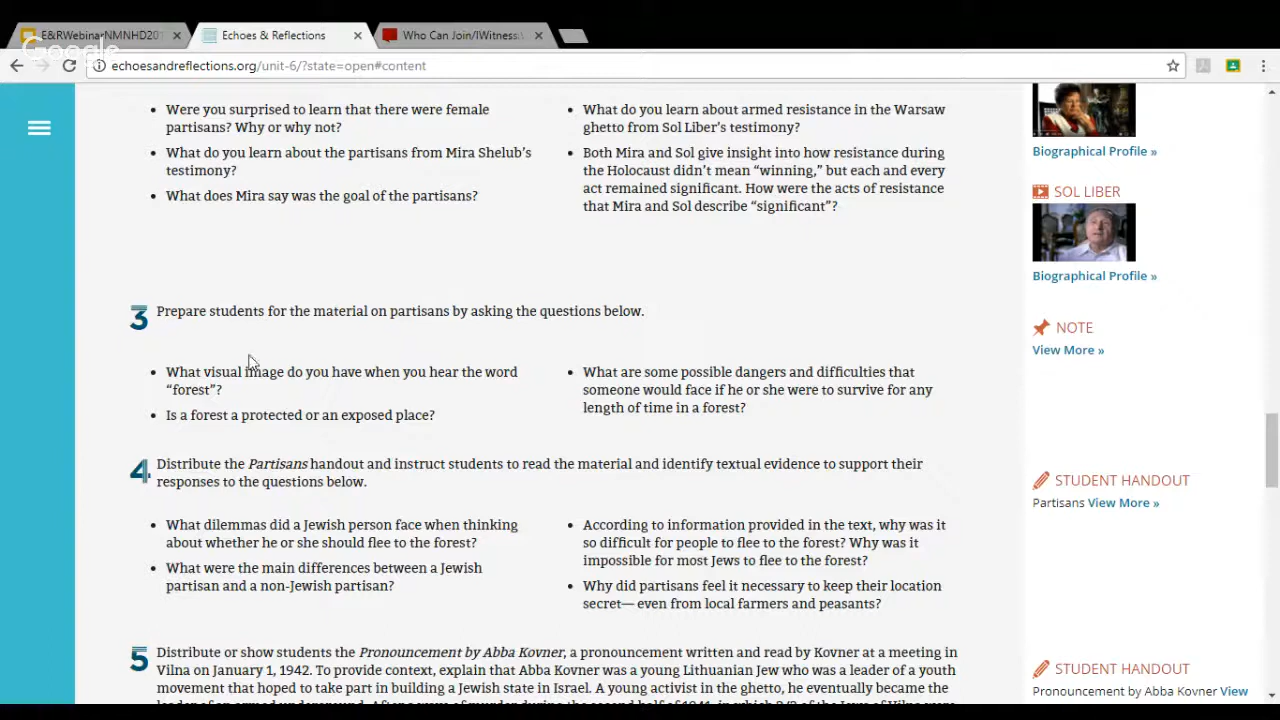 E&RWebinarNMNHD201
Echoes & Reflections
Who Can Join/IWitness:V
Google
echoesandreflections.org/unit-6/?state=open#content
• Were you surprised to learn that there were female
partisans? Why or why not?
• What do you learn about the partisans from Mira Shelub's
testimony?
• What does Mira say was the goal of the partisans?
• What do you learn about armed resistance in the Warsaw
ghetto from Sol Liber's testimony?
• Both Mira and Sol give insight into how resistance during
the Holocaust didn't mean “winning,” but each and every
act remained significant. How were the acts of resistance
that Mira and Sol describe “significant”?
Biographical Profile »
SOL LIBER
Biographical Profile »
3 Prepare students for the material on partisans by asking the questions below.
NOTE
View More »
• What visual image do you have when you hear the word
“forest”?
• Is a forest a protected or an exposed place?
• What are some possible dangers and difficulties that
someone would face if he or she were to survive for any
length of time in a forest?
4 Distribute the Partisans handout and instruct students to read the material and identify textual evidence to support their
responses to the questions below.
STUDENT HANDOUT
Partisans View More »
• What dilemmas did a Jewish person face when thinking
about whether he or she should flee to the forest?
• What were the main differences between a Jewish
partisan and a non-Jewish partisan?
• According to information provided in the text, why was it
so difficult for people to flee to the forest? Why was it
impossible for most Jews to flee to the forest?
• Why did partisans feel it necessary to keep their location
secret— even from local farmers and peasants?
5 Distribute or show students the Pronouncement by Abba Kovner, a pronouncement written and read by Kovner at a meeting in
Vilna on January 1, 1942. To provide context, explain that Abba Kovner was a young Lithuanian Jew who was a leader of a youth
movement that hoped to take part in building a Jewish state in Israel. A young activist in the ghetto, he eventually became the
STUDENT HANDOUT
Pronouncement by Abba Kovner View